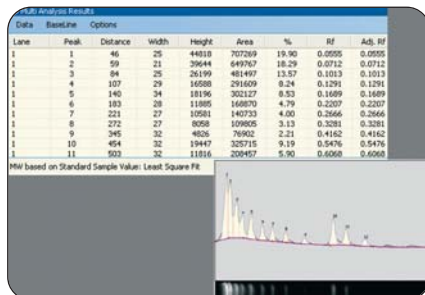 Multi Analysis Results
Data BaseLine Options
Lane Peak Distance Width Height Area % Rf Adj. Rf
1 1 46 25 44818 707269 19.90 0.0555 0.0555
1 2 59 21 39644 649767 18.29 0.0712 0.0712
1 3 84 25 26199 481497 13.57 0.1013 0.1013
1 4 107 29 16588 291609 8.24 0.1291 0.1291
1 5 140 34 18196 302127 8.53 0.1689 0.1689
1 6 183 28 11885 168870 4.79 0.2207 0.2207
1 7 221 27 10581 140733 4.00 0.2666 0.2666
1 8 272 27 8058 109805 3.13 0.3281 0.3281
1 9 345 32 4826 76902 2.21 0.4162 0.4162
1 10 454 32 19447 325715 9.19 0.5476 0.5476
1 11 503 32 11816 208457 5.90 0.6068 0.6068
MW based on Standard Sample Value: Least Square Fit